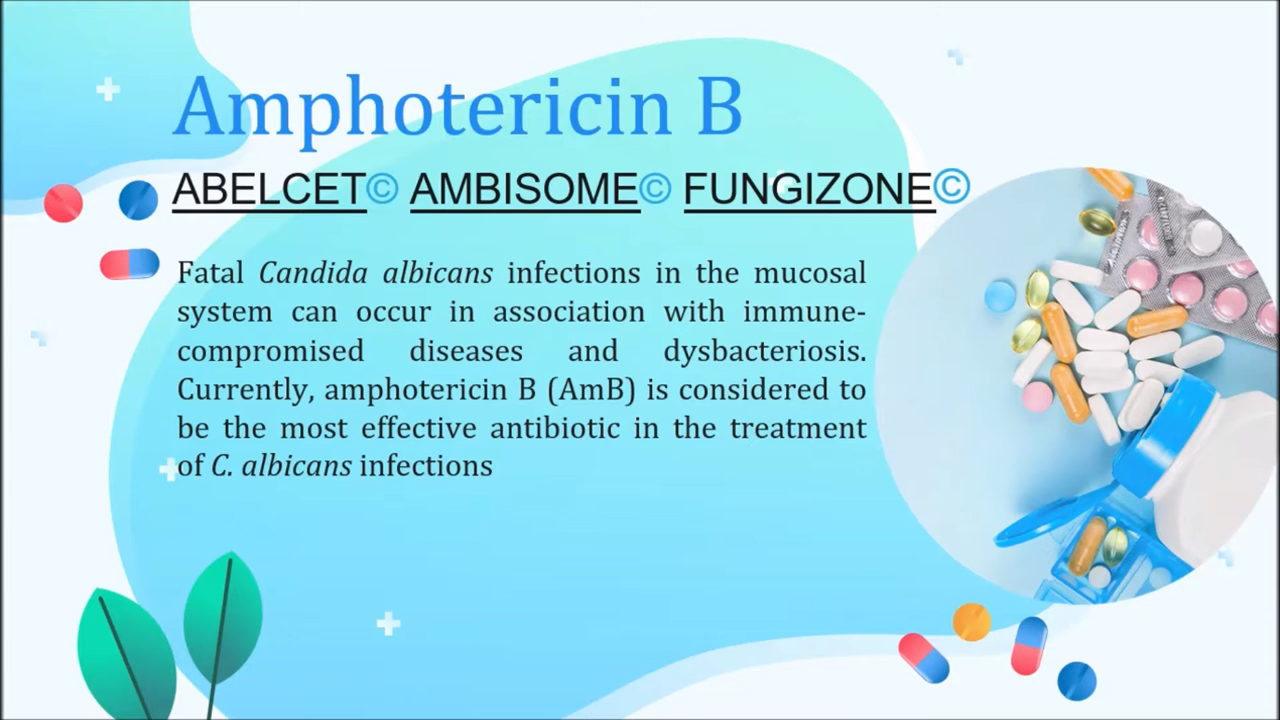 Amphotericin B
ABELCET© AMBISOME© FUNGIZONE©
Fatal Candida albicans infections in the mucosal
system can occur in association with immune-
compromised diseases and dysbacteriosis.
Currently, amphotericin B (AmB) is considered to
be the most effective antibiotic in the treatment
of C. albicans infections